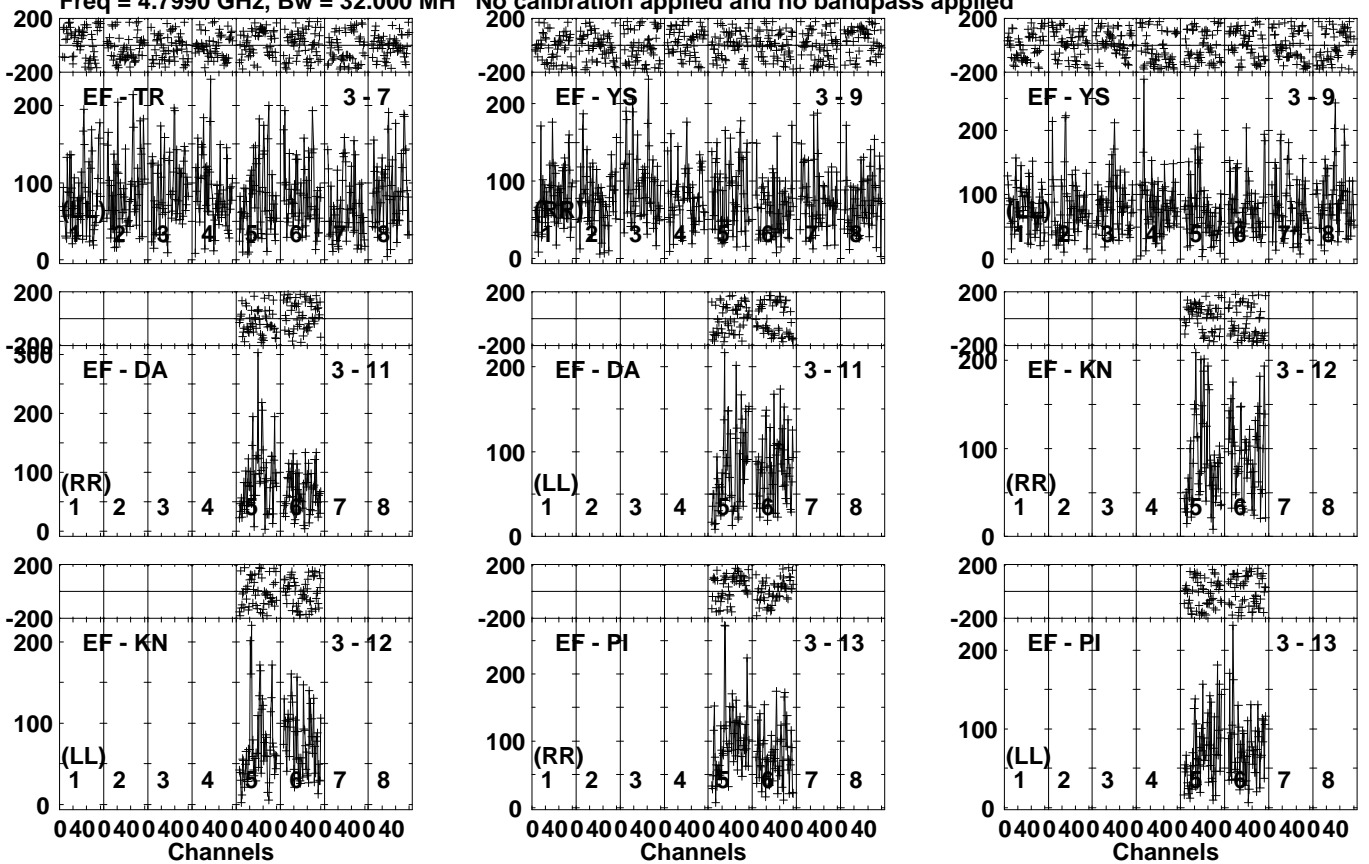 Freq = 4.7990 GHz, Bw = 32.000 MH No calibration applied and no bandpass applied
200 200 200
-200 -200 -200
EF - TR 3 - 7 EF - YS 3 - 9 EF - YS 3 - 9
200 200 200
100 100 100
(LL) (RR) (LL)
1 2 3 4 5 6 7 8 1 2 3 4 5 6 7 8 1 2 3 4 5 6 7 8
0 0 0
200 200 200
-200 -200 -200
300 200 200
EF - DA 3 - 11 EF - DA 3 - 11 EF - KN 3 - 12
200
100 100 100
(RR) (LL) (RR)
1 2 3 4 5 6 7 8 1 2 3 4 5 6 7 8 1 2 3 4 5 6 7 8
0 0 0
200 200 200
-200 -200 -200
EF - KN 3 - 12 EF - PI 3 - 13 EF - PI 3 - 13
200 200 200
100 100 100
(LL) (RR) (LL)
1 2 3 4 5 6 7 8 1 2 3 4 5 6 7 8 1 2 3 4 5 6 7 8
0 0 0
0 40 0 40 0 40 0 40 0 40 0 40 0 40 0 40 0 40 0 40 0 40 0 40 0 40 0 40 0 40 0 40 0 40 0 40 0 40 0 40 0 40 0 40 0 40 0 40
Channels Channels Channels